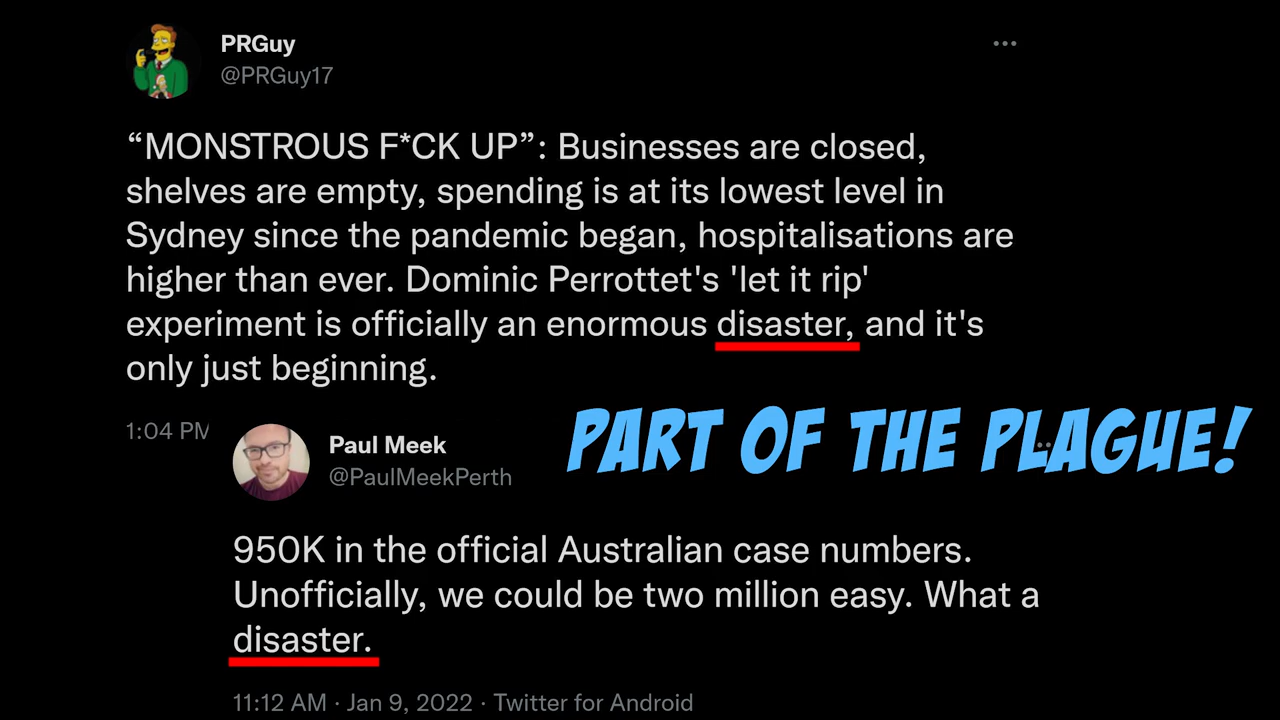 PRGuy
@PRGuy17
“MONSTROUS F*CK UP”: Businesses are closed,
shelves are empty, spending is at its lowest level in
Sydney since the pandemic began, hospitalisations are
higher than ever. Dominic Perrottet's 'let it rip'
experiment is officially an enormous disaster, and it's
only just beginning.
1:04 PM
PART OF THE PLAGUE!
Paul Meek
@PaulMeekPerth
950K in the official Australian case numbers.
Unofficially, we could be two million easy. What a
disaster.
11:12 AM · Jan 9, 2022 · Twitter for Android